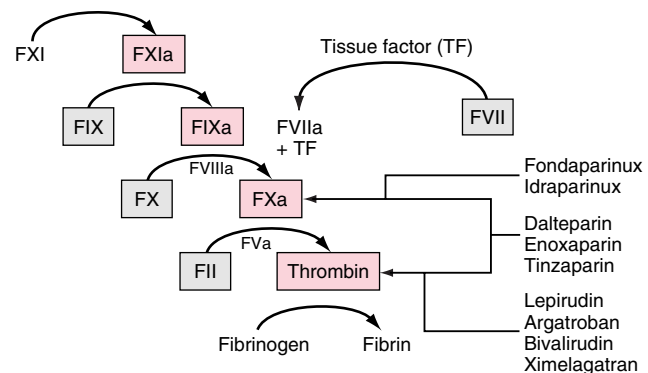 FXI
FXIa
Tissue factor (TF)
FIX
FIXa
FVIIa
+ TF
FVII
FVIIIa
FX
FXa
Fondaparinux
Idraparinux
FVa
FII
Thrombin
Dalteparin
Enoxaparin
Tinzaparin
Fibrinogen
Fibrin
Lepirudin
Argatroban
Bivalirudin
Ximelagatran